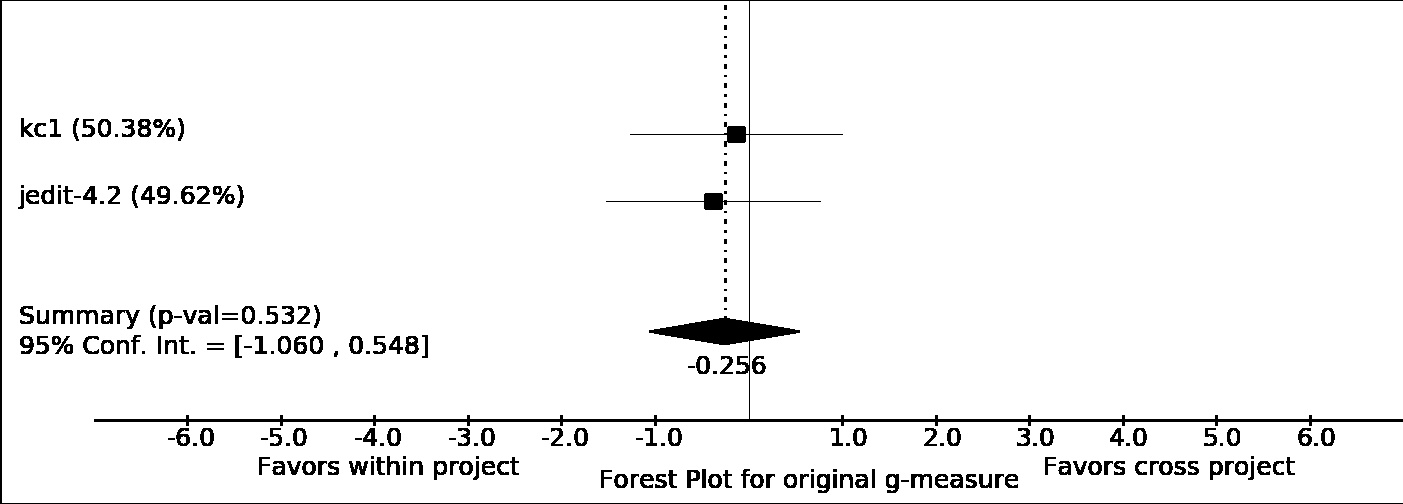 kc1 (50.38%)
jedit-4.2 (49.62%)
Summary (p-val=0.532)
95% Conf. Int. = [-1.060 , 0.548]
-0.256
-6.0 -5.0 -4.0 -3.0 -2.0 -1.0 1.0 2.0 3.0 4.0 5.0 6.0
Favors within project Favors cross project
Forest Plot for original g-measure